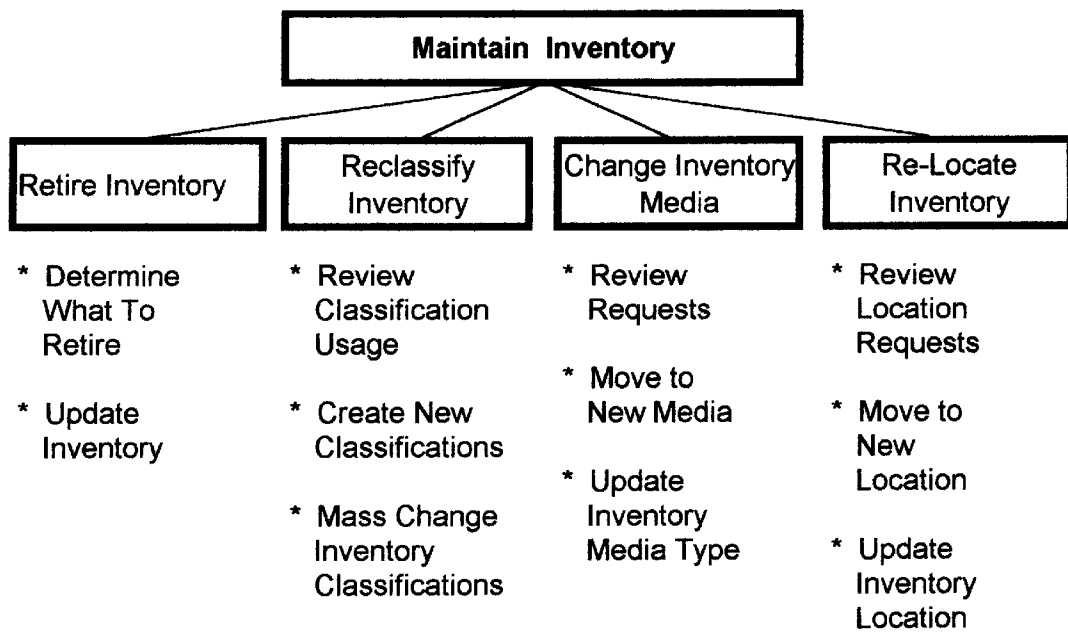 Maintain Inventory
Retire Inventory
Reclassify
Inventory
Change Inventory
Media
Re-Locate
Inventory
* Determine
What To
Retire
* Update
Inventory
* Review
Classification
Usage
* Create New
Classifications
* Mass Change
Inventory
Classifications
* Review
Requests
* Move to
New Media
* Update
Inventory
Media Type
* Review
Location
Requests
* Move to
New
Location
* Update
Inventory
Location